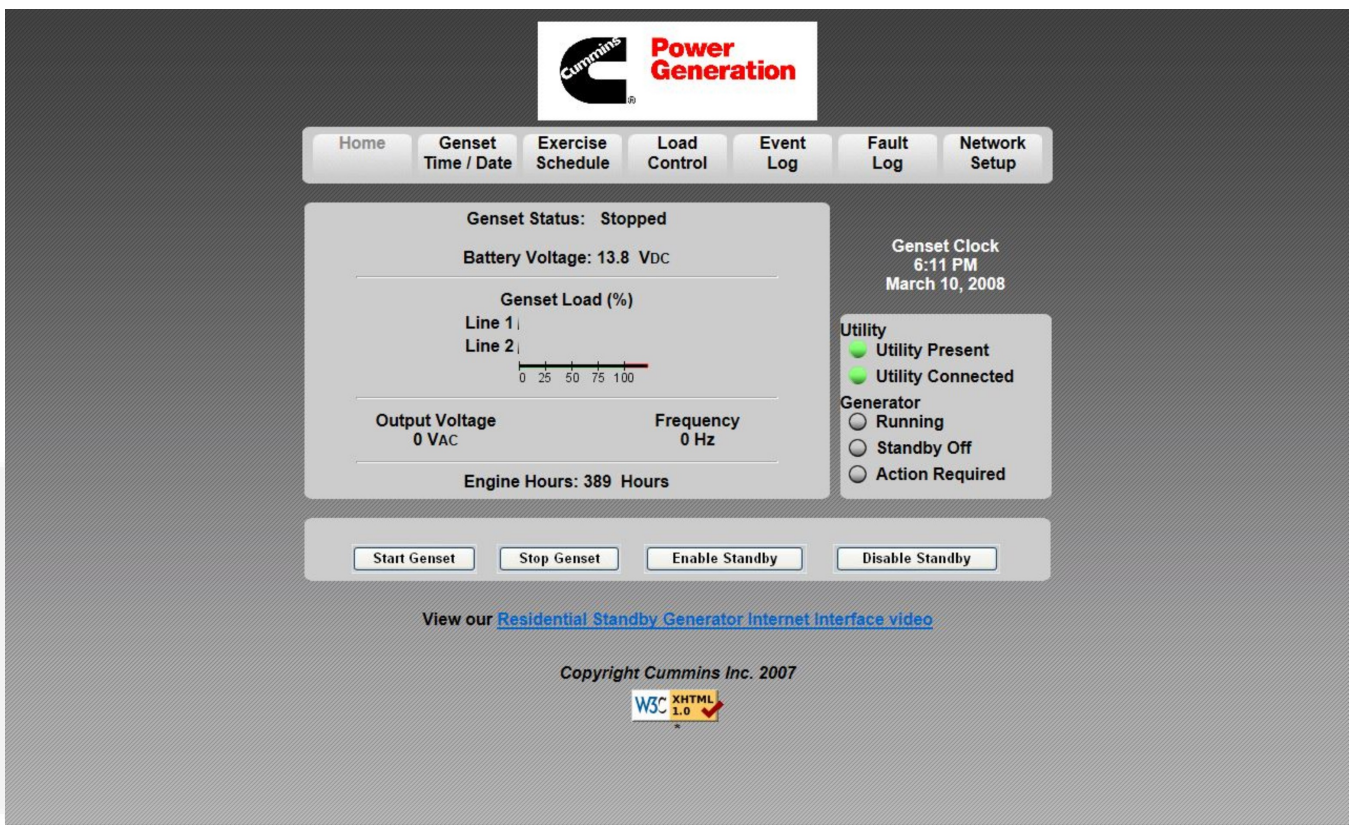 Cummins
Power
Generation
®
Home
Genset
Time / Date
Exercise
Schedule
Load
Control
Event
Log
Fault
Log
Network
Setup
Genset Status: Stopped
Battery Voltage: 13.8 VDC
Genset Load (%)
Line 1
Line 2
0 25 50 75 100
Output Voltage
0 VAC
Frequency
0 Hz
Engine Hours: 389 Hours
Genset Clock
6:11 PM
March 10, 2008
Utility
Utility Present
Utility Connected
Generator
Running
Standby Off
Action Required
Start Genset
Stop Genset
Enable Standby
Disable Standby
View our Residential Standby Generator Internet Interface video
Copyright Cummins Inc. 2007
W3C XHTML 1.0
*